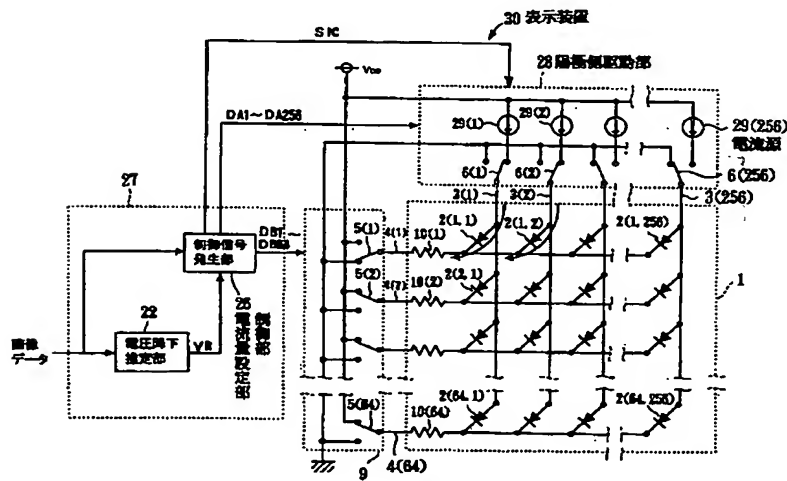 30 表示装置
SIC
VDD
28 陽極側駆動部
DA1〜DA256
29(1)
29(2)
29(256)
電流源
6(1)
6(2)
6(256)
3(1)
3(2)
3(256)
27
DB1〜
DB64
5(1)
4(1)
10(1)
2(1,1)
2(1,2)
2(1,256)
制御信号
発生部
26
5(2)
4(2)
10(2)
2(2,1)
1
22
画像
データ
電圧降下
推定部
VR
5(64)
10(64)
2(64,1)
2(64,256)
9
4(64)